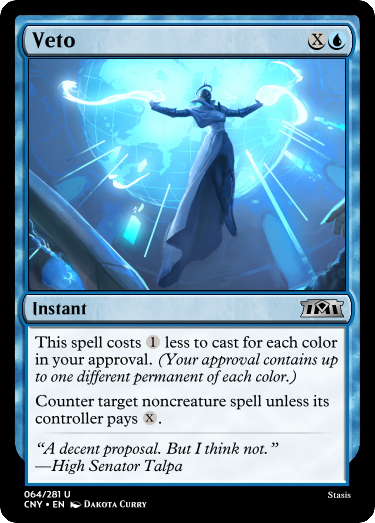 Veto X
Instant
This spell costs 1 less to cast for each color
in your approval. (Your approval contains up
to one different permanent of each color.)
Counter target noncreature spell unless its
controller pays X.
“A decent proposal. But I think not.”
—High Senator Talpa
064/281 U
CNY • EN DAKOTA CURRY
Stasis